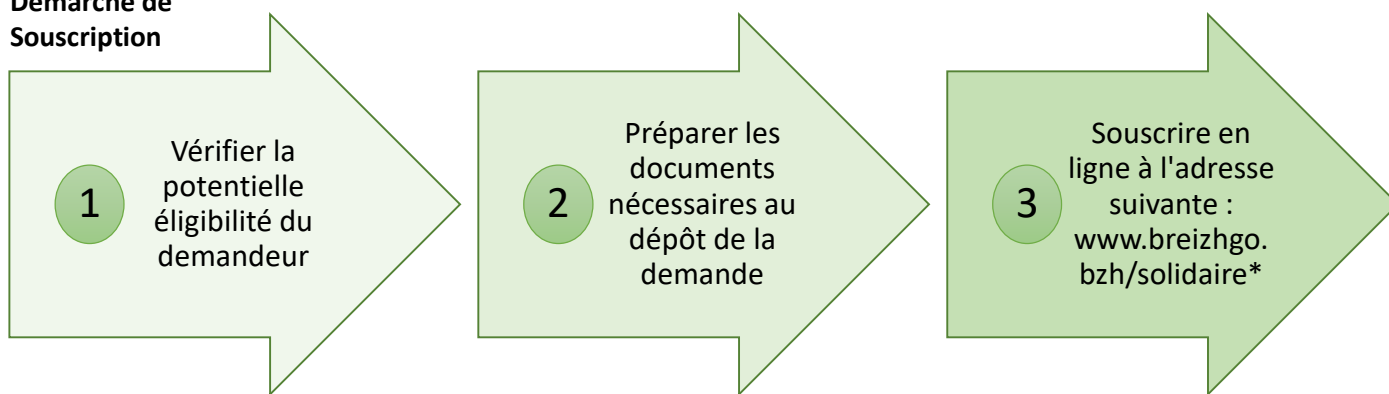 Démarche de
Souscription
1
Vérifier la
potentielle
éligibilité du
demandeur
2
Préparer les
documents
nécessaires au
dépôt de la
demande
3
Souscrire en
ligne à l'adresse
suivante :
www.breizhgo.
bzh/solidaire*